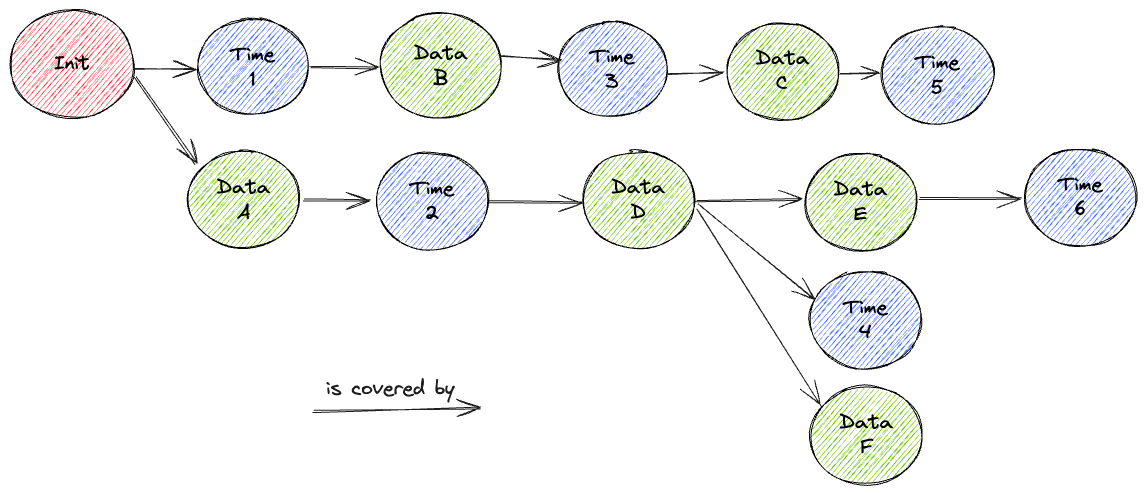 Init
Time
1
Data
B
Time
3
Data
C
Time
5
Data
A
Time
2
Data
D
Data
E
Time
6
Time
4
is covered by
Data
F